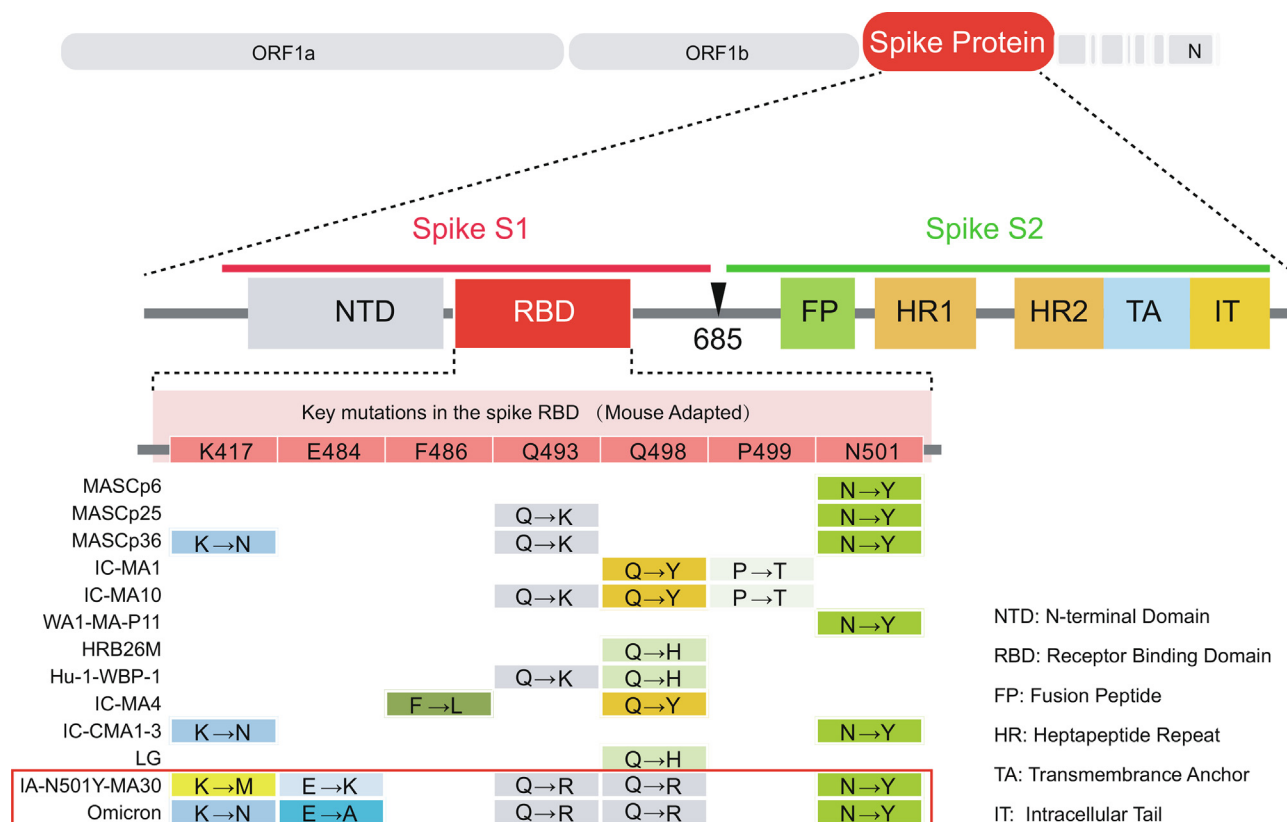 ORF1a ORF1b Spike Protein N
Spike S1 Spike S2
NTD RBD 685 FP HR1 HR2 TA IT
Key mutations in the spike RBD （Mouse Adapted）
K417 E484 F486 Q493 Q498 P499 N501
MASCp6 N→Y
MASCp25 Q→K N→Y
MASCp36 K→N Q→K N→Y
IC-MA1 Q→Y P→T
IC-MA10 Q→K Q→Y P→T
WA1-MA-P11 N→Y
HRB26M Q→H
Hu-1-WBP-1 Q→K Q→H
IC-MA4 F→L Q→Y
IC-CMA1-3 K→N N→Y
LG Q→H
IA-N501Y-MA30 K→M E→K Q→R Q→R N→Y
Omicron K→N E→A Q→R Q→R N→Y
NTD: N-terminal Domain
RBD: Receptor Binding Domain
FP: Fusion Peptide
HR: Heptapeptide Repeat
TA: Transmembrance Anchor
IT: Intracellular Tail